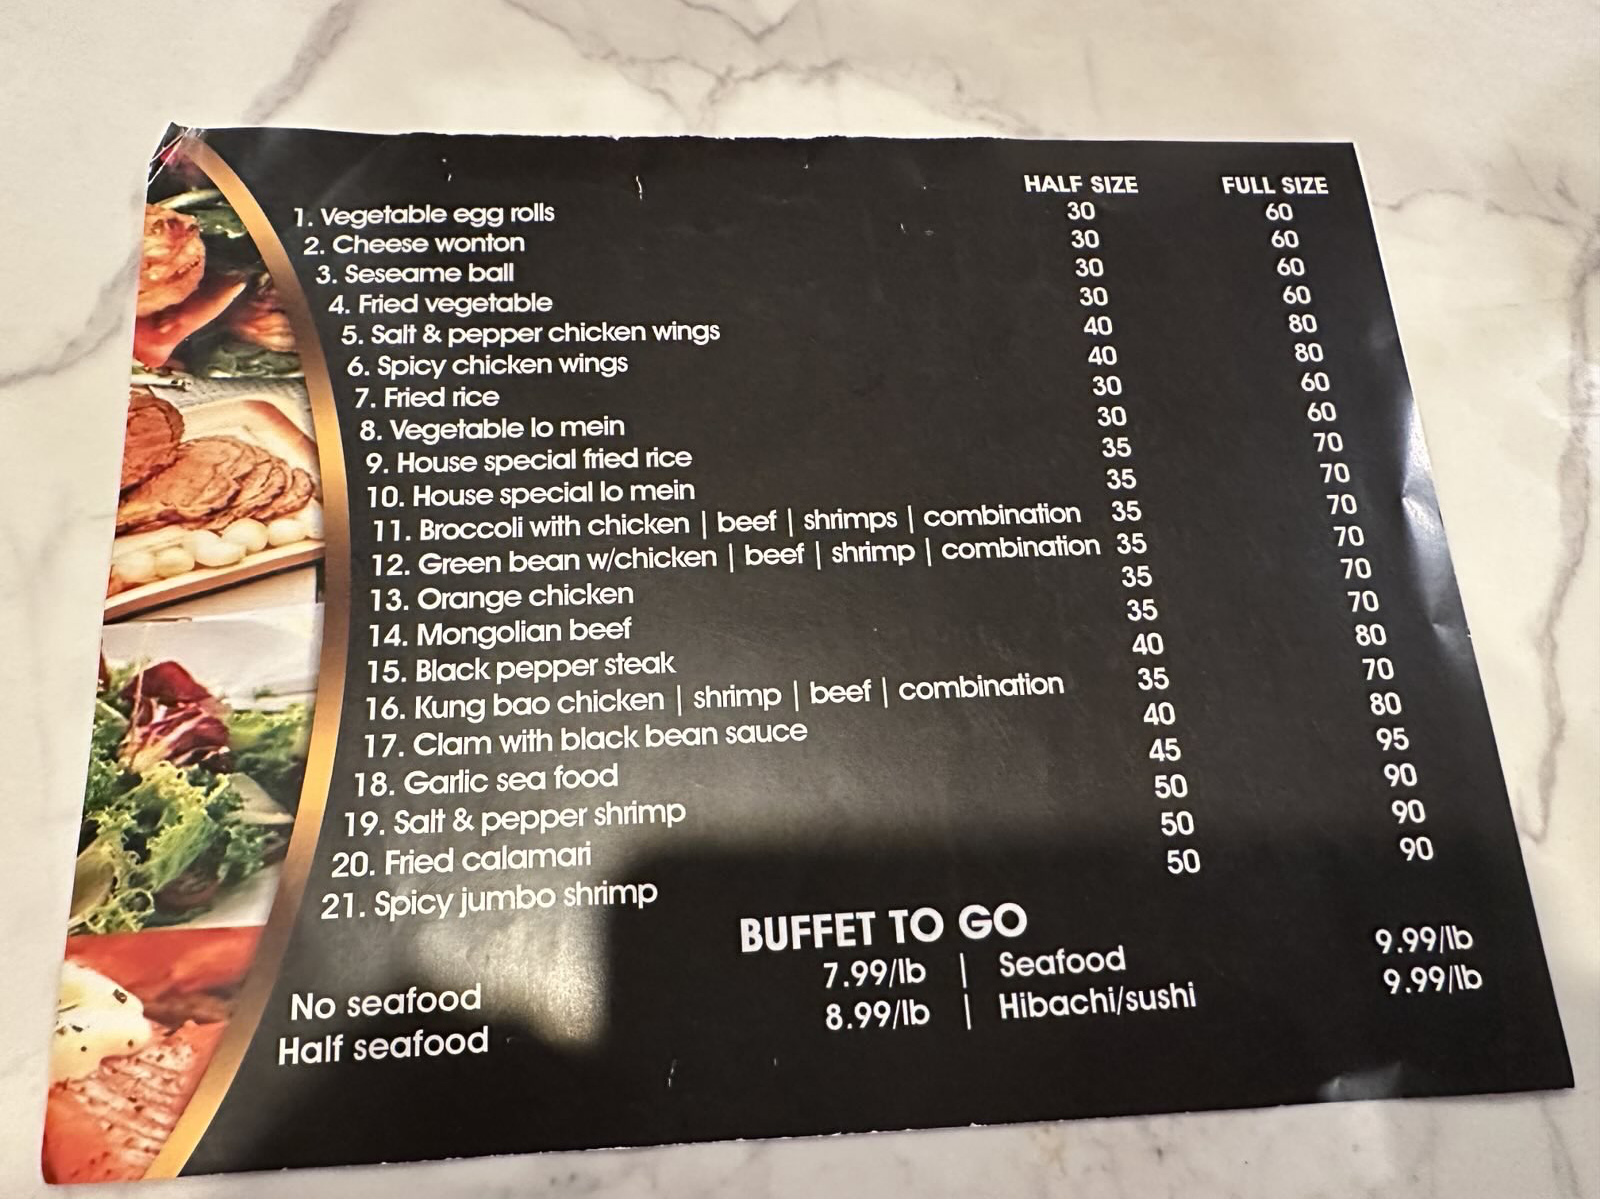 HALF SIZE FULL SIZE
1. Vegetable egg rolls 30 60
2. Cheese wonton 30 60
3. Seseame ball 30 60
4. Fried vegetable 30 60
5. Salt & pepper chicken wings 40 80
6. Spicy chicken wings 40 80
7. Fried rice 30 60
8. Vegetable lo mein 30 60
9. House special fried rice 35 70
10. House special lo mein 35 70
11. Broccoli with chicken | beef | shrimps | combination 35 70
12. Green bean w/chicken | beef | shrimp | combination 35 70
13. Orange chicken 35 70
14. Mongolian beef 35 70
15. Black pepper steak 40 80
16. Kung bao chicken | shrimp | beef | combination 35 70
17. Clam with black bean sauce 40 80
18. Garlic sea food 45 95
19. Salt & pepper shrimp 50 90
20. Fried calamari 50 90
21. Spicy jumbo shrimp 50 90
BUFFET TO GO
No seafood 7.99/lb | Seafood 9.99/lb
Half seafood 8.99/lb | Hibachi/sushi 9.99/lb